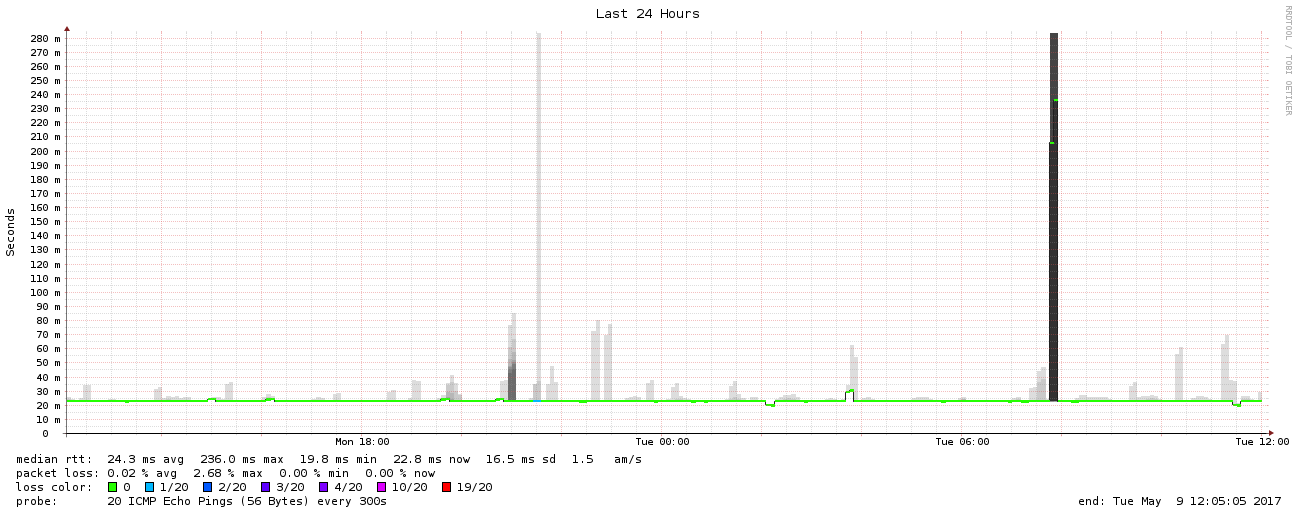 Last 24 Hours
RRDTOOL / TOBI OETIKER
Seconds
280 m
270 m
260 m
250 m
240 m
230 m
220 m
210 m
200 m
190 m
180 m
170 m
160 m
150 m
140 m
130 m
120 m
110 m
100 m
90 m
80 m
70 m
60 m
50 m
40 m
30 m
20 m
10 m
0
Mon 18:00 Tue 00:00 Tue 06:00 Tue 12:00
median rtt: 24.3 ms avg 236.0 ms max 19.8 ms min 22.8 ms now 16.5 ms sd 1.5 am/s
packet loss: 0.02 % avg 2.68 % max 0.00 % min 0.00 % now
loss color: 0 1/20 2/20 3/20 4/20 10/20 19/20
probe: 20 ICMP Echo Pings (56 Bytes) every 300s end: Tue May 9 12:05:05 2017